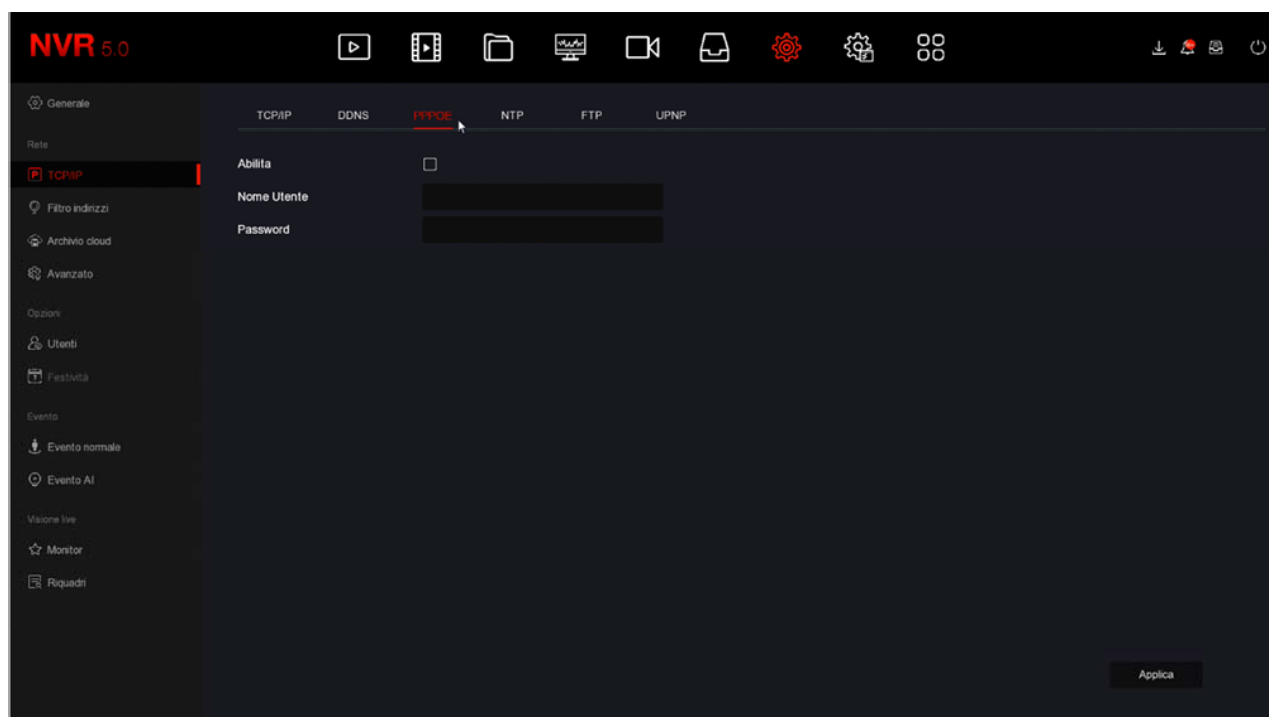 NVR 5.0
Generale
Rete
TCP/IP
Filtro indirizzi
Archivio cloud
Avanzato
Opzioni
Utenti
Festività
Evento
Evento normale
Evento AI
Visione live
Monitor
Riquadri
TCP/IP DDNS PPPOE NTP FTP UPNP
Abilita
Nome Utente
Password
Applica